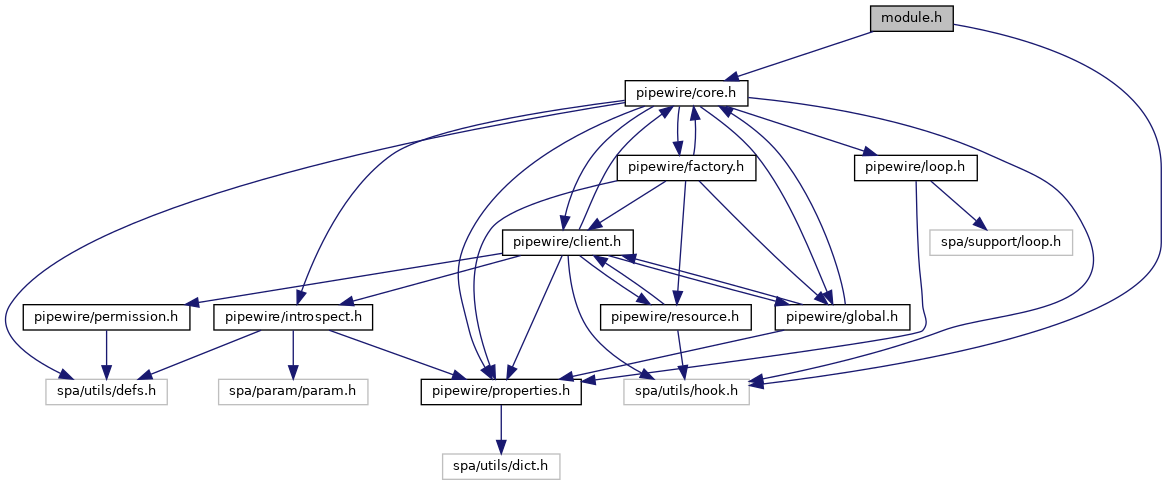 module.h
pipewire/core.h
pipewire/factory.h
pipewire/loop.h
pipewire/client.h
spa/support/loop.h
pipewire/permission.h
pipewire/introspect.h
pipewire/resource.h
pipewire/global.h
spa/utils/defs.h
spa/param/param.h
pipewire/properties.h
spa/utils/hook.h
spa/utils/dict.h